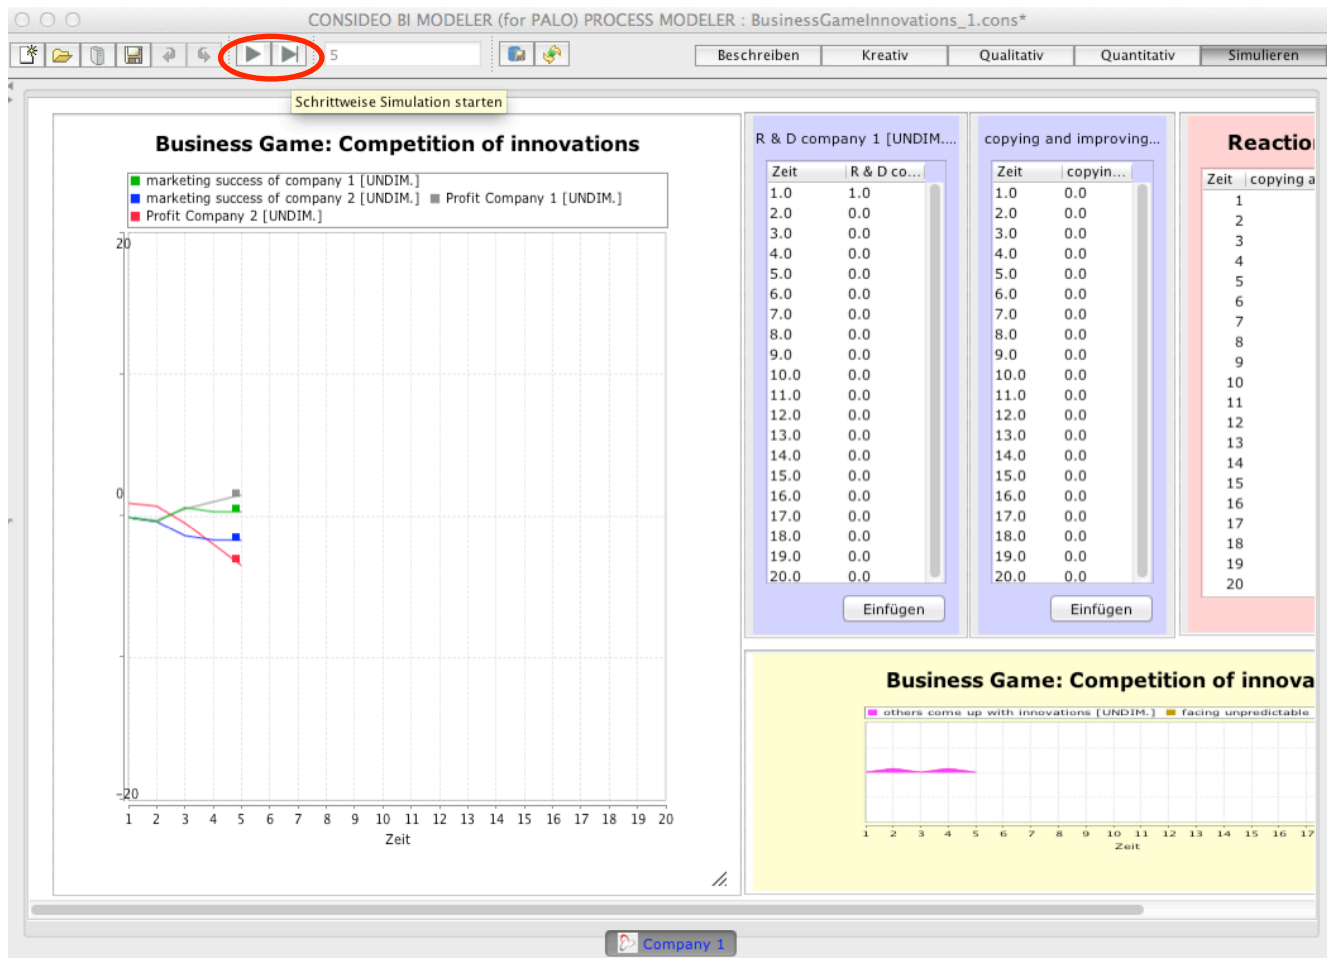 CONSIDEO BI MODELER (for PALO) PROCESS MODELER : BusinessGameInnovations_1.cons*
5
Beschreiben Kreativ Qualitativ Quantitativ Simulieren
Schrittweise Simulation starten
Business Game: Competition of innovations
marketing success of company 1 [UNDIM.]
marketing success of company 2 [UNDIM.] Profit Company 1 [UNDIM.]
Profit Company 2 [UNDIM.]
20
0
-20
1 2 3 4 5 6 7 8 9 10 11 12 13 14 15 16 17 18 19 20
Zeit
R & D company 1 [UNDIM....
Zeit R & D co...
1.0 1.0
2.0 0.0
3.0 0.0
4.0 0.0
5.0 0.0
6.0 0.0
7.0 0.0
8.0 0.0
9.0 0.0
10.0 0.0
11.0 0.0
12.0 0.0
13.0 0.0
14.0 0.0
15.0 0.0
16.0 0.0
17.0 0.0
18.0 0.0
19.0 0.0
20.0 0.0
Einfügen
copying and improving...
Zeit copyin...
1.0 0.0
2.0 0.0
3.0 0.0
4.0 0.0
5.0 0.0
6.0 0.0
7.0 0.0
8.0 0.0
9.0 0.0
10.0 0.0
11.0 0.0
12.0 0.0
13.0 0.0
14.0 0.0
15.0 0.0
16.0 0.0
17.0 0.0
18.0 0.0
19.0 0.0
20.0 0.0
Einfügen
Reactio
Zeit copying a
1
2
3
4
5
6
7
8
9
10
11
12
13
14
15
16
17
18
19
20
Business Game: Competition of innova
others come up with innovations [UNDIM.] facing unpredictable
1 2 3 4 5 6 7 8 9 10 11 12 13 14 15 16 17
Zeit
Company 1